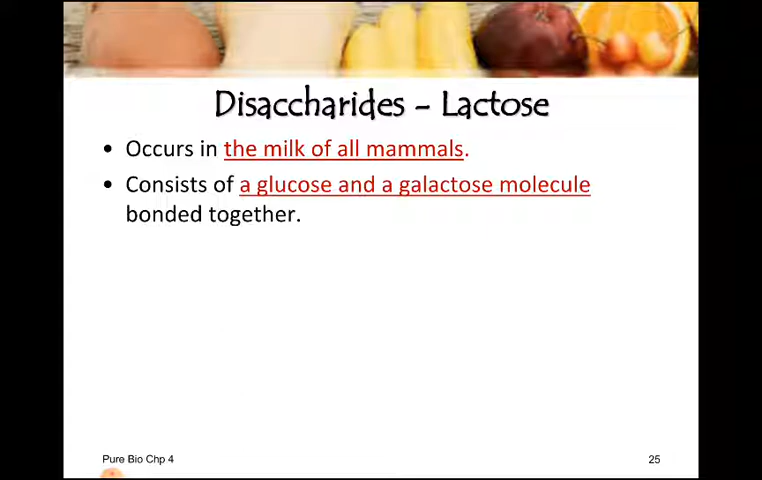 Disaccharides – Lactose
• Occurs in the milk of all mammals.
• Consists of a glucose and a galactose molecule
bonded together.
Pure Bio Chp 4
25